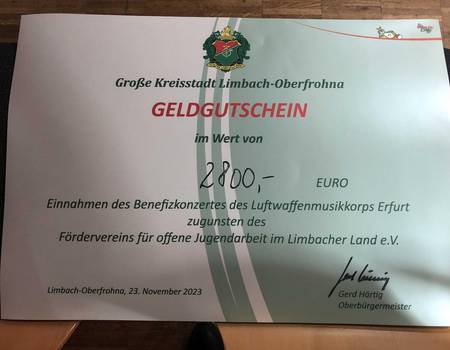 Große Kreisstadt Limbach-Oberfrohna
GELDGUTSCHEIN
im Wert von
2800,- EURO
Einnahmen des Benefizkonzertes des Luftwaffenmusikkorps Erfurt
zugunsten des
Fördervereins für offene Jugendarbeit im Limbacher Land e.V.
Limbach-Oberfrohna, 23. November 2023
Gerd Härtig
Oberbürgermeister